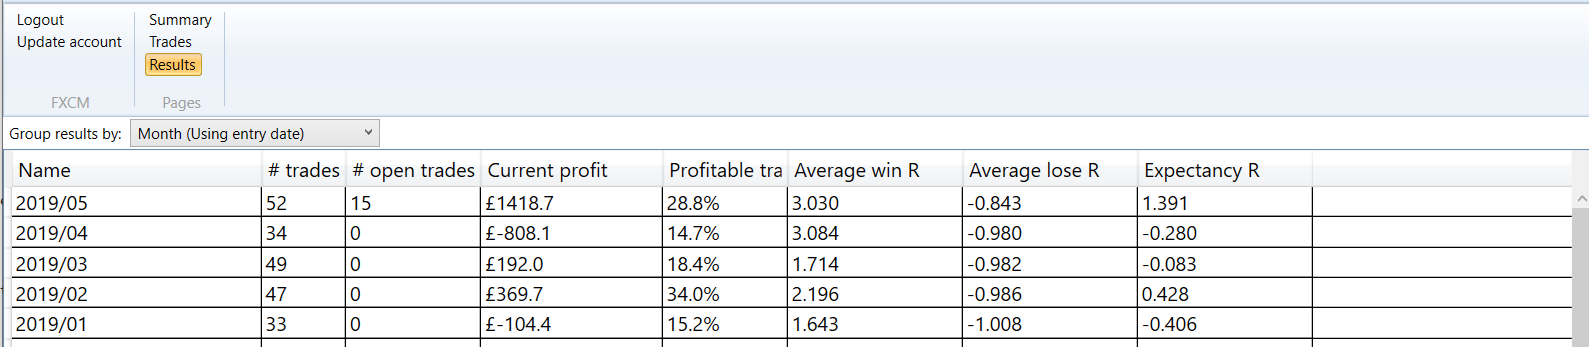 Logout Summary
Update account Trades
Results
FXCM Pages
Group results by: Month (Using entry date)
Name # trades # open trades Current profit Profitable tra Average win R Average lose R Expectancy R
2019/05 52 15 £1418.7 28.8% 3.030 -0.843 1.391
2019/04 34 0 £-808.1 14.7% 3.084 -0.980 -0.280
2019/03 49 0 £192.0 18.4% 1.714 -0.982 -0.083
2019/02 47 0 £369.7 34.0% 2.196 -0.986 0.428
2019/01 33 0 £-104.4 15.2% 1.643 -1.008 -0.406